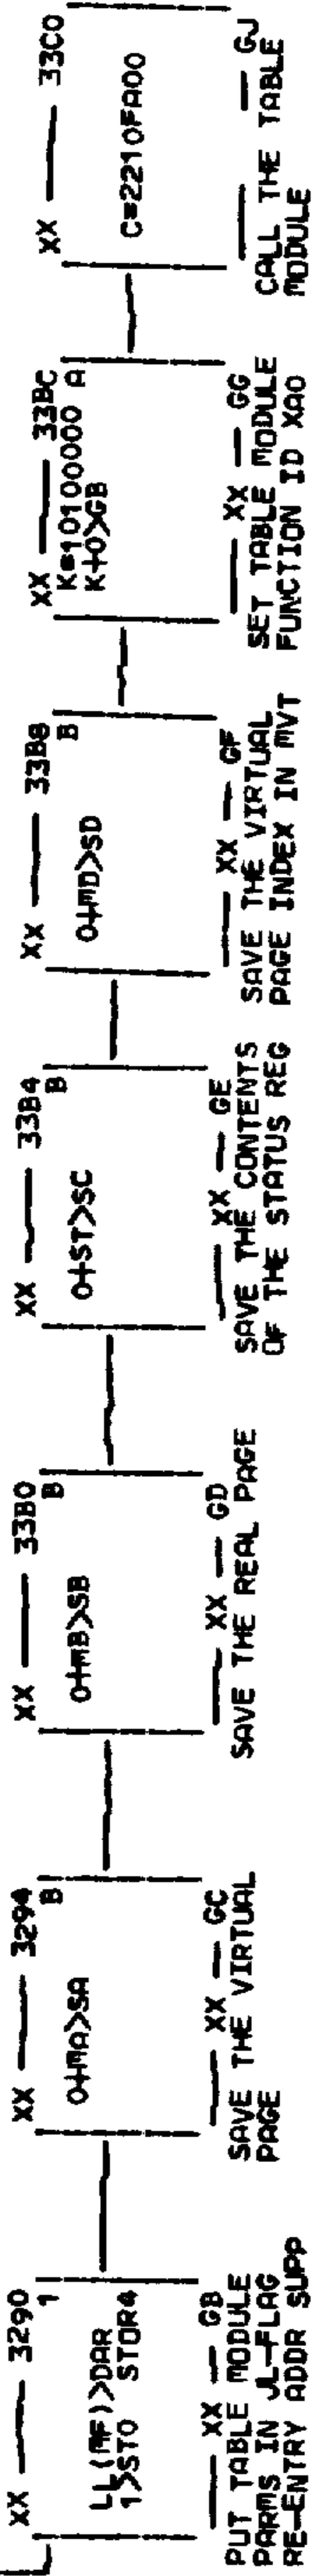 XX 3290
1
LL(MF)>DAR
1>STO STOR4
XX GB
PUT TABLE MODULE
PARMS IN JL-FLAG
RE-ENTRY ADDR SUPP
XX 3294
B
0+MA>SA
XX GC
SAVE THE VIRTUAL
PAGE
XX 33B0
B
0+MB>SB
XX GD
SAVE THE REAL PAGE
XX 33B4
B
0+ST>SC
XX GE
SAVE THE CONTENTS
OF THE STATUS REG
XX 33B8
B
0+MD>SD
XX GF
SAVE THE VIRTUAL
PAGE INDEX IN MVT
XX 33BC
K=10100000 A
K+0>GB
XX GG
SET TABLE MODULE
FUNCTION ID XA0
XX 33C0
C=2210FA00
GJ
CALL THE TABLE
MODULE